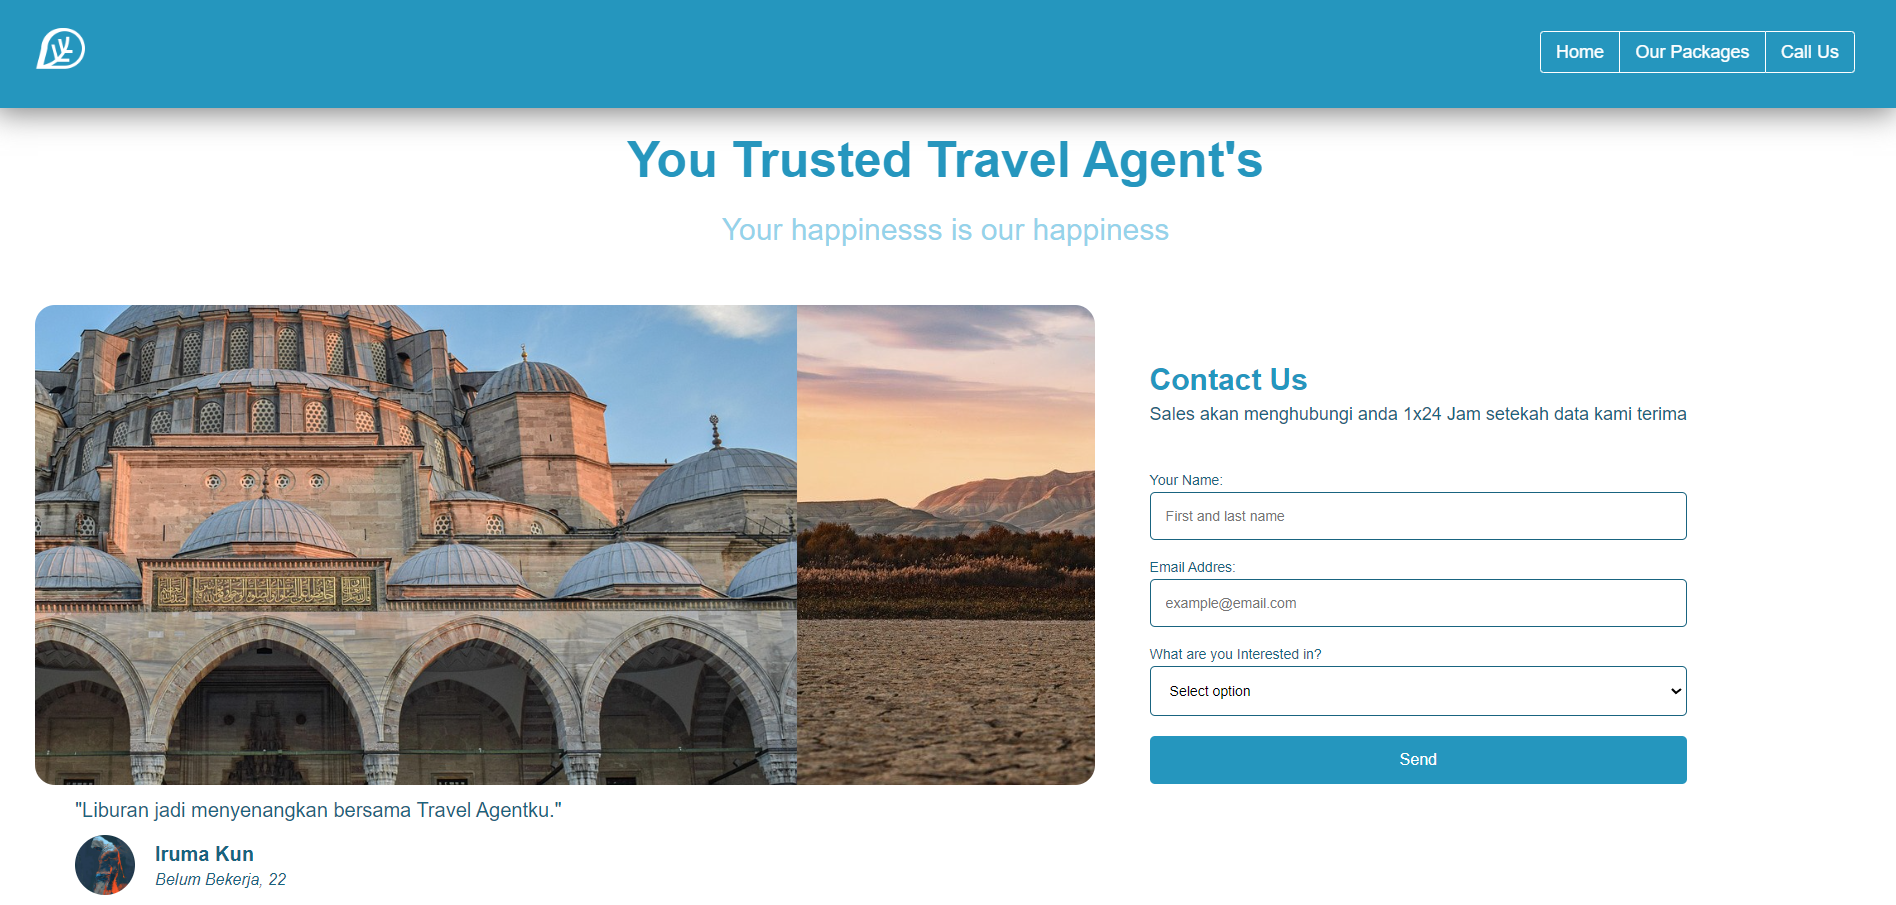 Home Our Packages Call Us
You Trusted Travel Agent's
Your happinesss is our happiness
Contact Us
Sales akan menghubungi anda 1x24 Jam setekah data kami terima
Your Name:
First and last name
Email Addres:
example@email.com
What are you Interested in?
Select option
Send
"Liburan jadi menyenangkan bersama Travel Agentku."
Iruma Kun
Belum Bekerja, 22